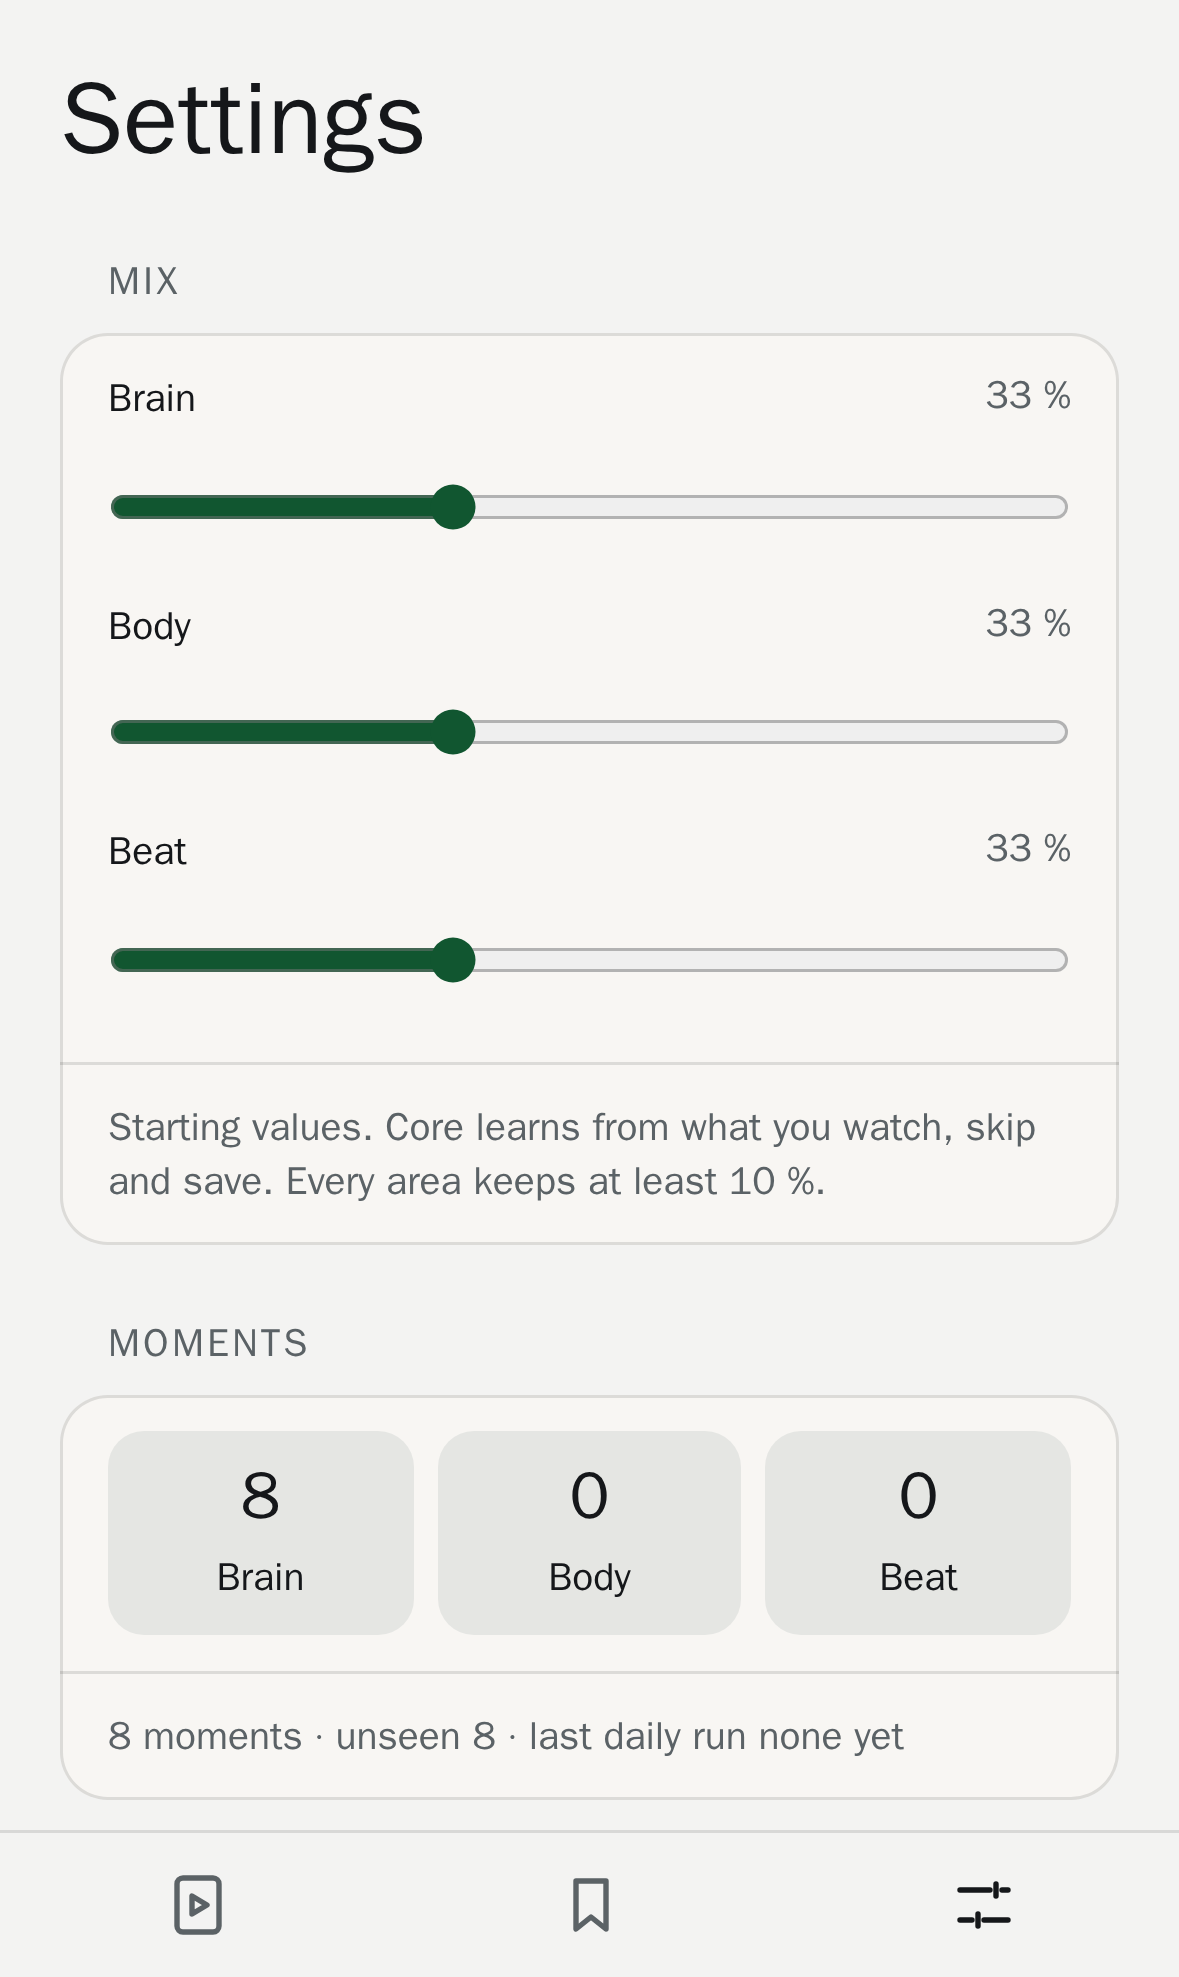 Settings
MIX
Brain 33 %
Body 33 %
Beat 33 %
Starting values. Core learns from what you watch, skip
and save. Every area keeps at least 10 %.
MOMENTS
8 0 0
Brain Body Beat
8 moments · unseen 8 · last daily run none yet